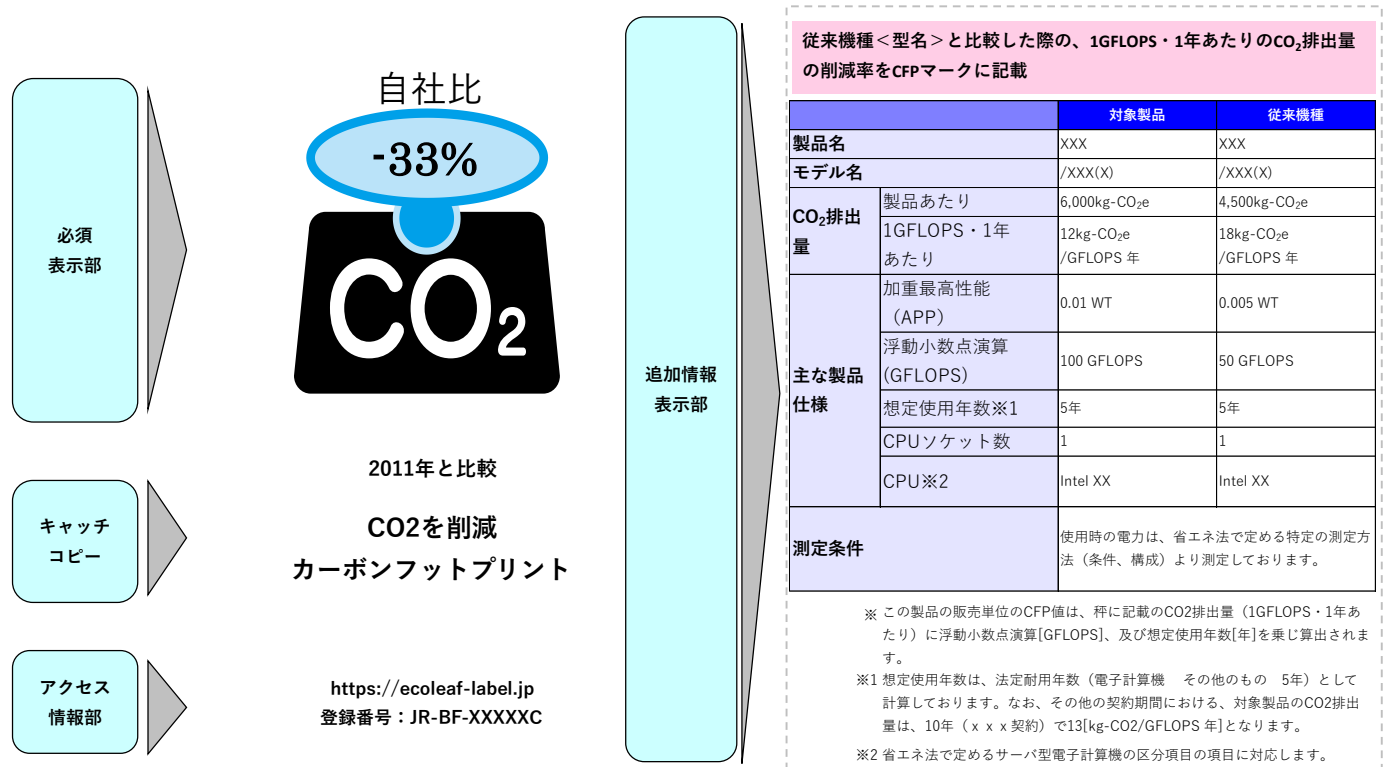 必須
表示部
自社比
-33%
CO2
2011年と比較
キャッチ
コピー
CO2を削減
カーボンフットプリント
アクセス
情報部
https://ecoleaf-label.jp
登録番号：JR-BF-XXXXXC
追加情報
表示部
従来機種＜型名＞と比較した際の、1GFLOPS・1年あたりのCO₂排出量
の削減率をCFPマークに記載
対象製品 従来機種
製品名 XXX XXX
モデル名 /XXX(X) /XXX(X)
CO₂排出
量
製品あたり 6,000kg-CO₂e 4,500kg-CO₂e
1GFLOPS・1年
あたり
12kg-CO₂e
/GFLOPS 年
18kg-CO₂e
/GFLOPS 年
主な製品
仕様
加重最高性能
（APP）
0.01 WT 0.005 WT
浮動小数点演算
(GFLOPS)
100 GFLOPS 50 GFLOPS
想定使用年数※1 5年 5年
CPUソケット数 1 1
CPU※2 Intel XX Intel XX
測定条件
使用時の電力は、省エネ法で定める特定の測定方
法（条件、構成）より測定しております。
※ この製品の販売単位のCFP値は、秤に記載のCO2排出量（1GFLOPS・1年あ
たり）に浮動小数点演算[GFLOPS]、及び想定使用年数[年]を乗じ算出されま
す。
※1 想定使用年数は、法定耐用年数（電子計算機　その他のもの　5年）として
計算しております。なお、その他の契約期間における、対象製品のCO2排出
量は、10年（ｘｘｘ契約）で13[kg-CO2/GFLOPS 年]となります。
※2 省エネ法で定めるサーバ型電子計算機の区分項目の項目に対応します。